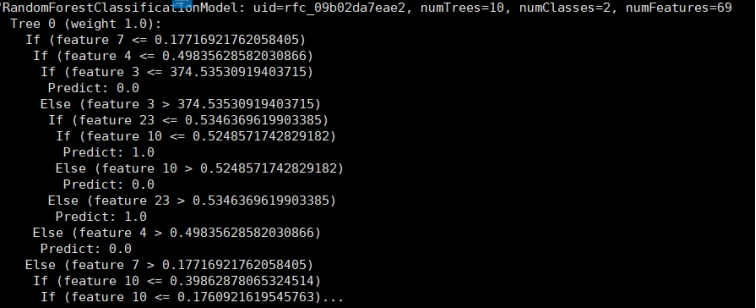 'RandomForestClassificationModel: uid=rfc_09b02da7eae2, numTrees=10, numClasses=2, numFeatures=69
Tree 0 (weight 1.0):
If (feature 7 <= 0.17716921762058405)
If (feature 4 <= 0.49835628582030866)
If (feature 3 <= 374.53530919403715)
Predict: 0.0
Else (feature 3 > 374.53530919403715)
If (feature 23 <= 0.5346369619903385)
If (feature 10 <= 0.5248571742829182)
Predict: 1.0
Else (feature 10 > 0.5248571742829182)
Predict: 0.0
Else (feature 23 > 0.5346369619903385)
Predict: 1.0
Else (feature 4 > 0.49835628582030866)
Predict: 0.0
Else (feature 7 > 0.17716921762058405)
If (feature 10 <= 0.39862878065324514)
If (feature 10 <= 0.1760921619545763)...